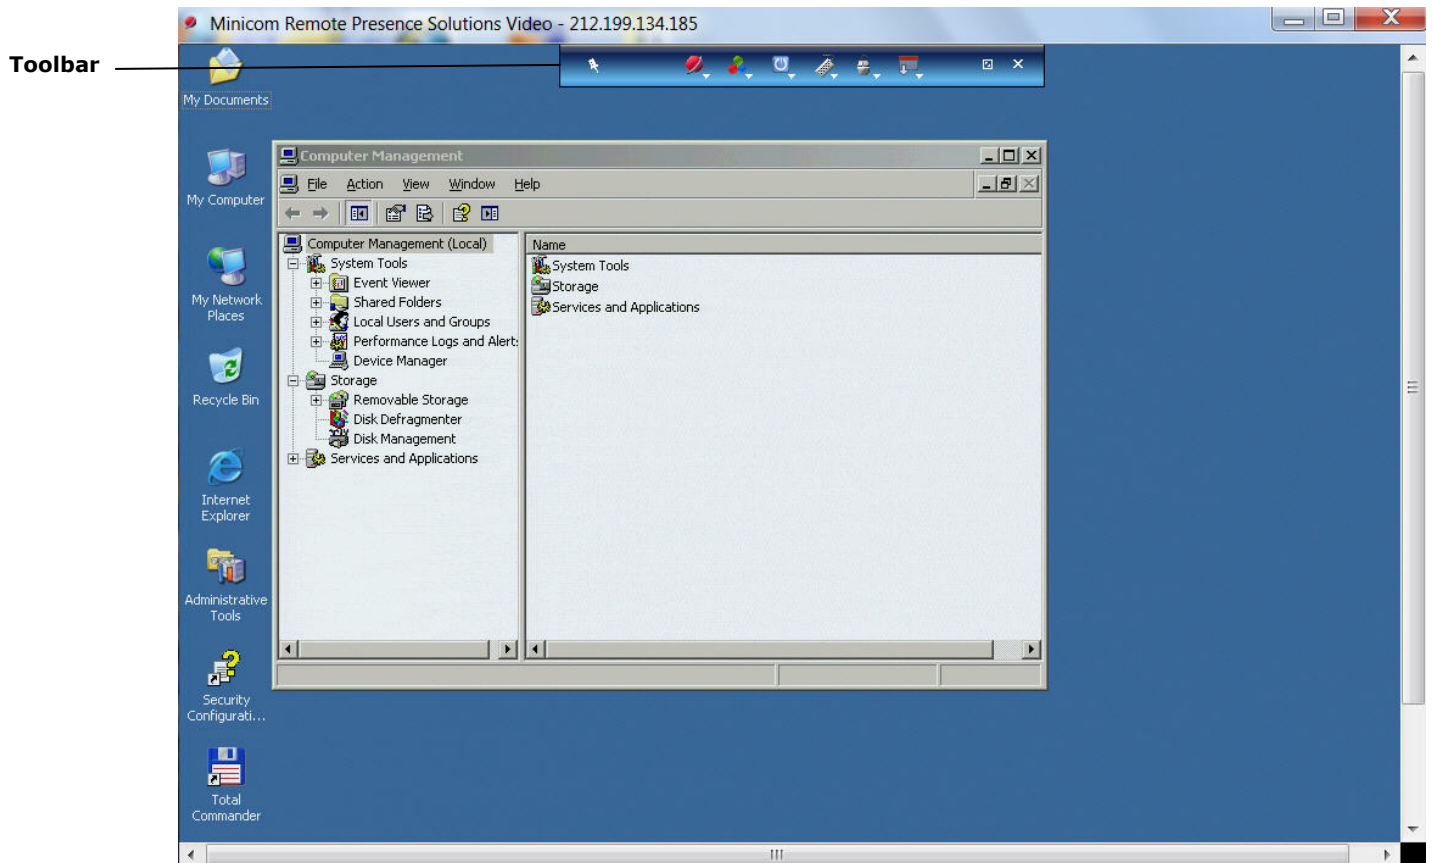 Minicom Remote Presence Solutions Video - 212.199.134.185
Toolbar
My Documents
My Computer
My Network
Places
Recycle Bin
Internet
Explorer
Administrative
Tools
Security
Configurati...
Total
Commander
Computer Management
File Action View Window Help
Computer Management (Local)
System Tools
Event Viewer
Shared Folders
Local Users and Groups
Performance Logs and Alert
Device Manager
Storage
Removable Storage
Disk Defragmenter
Disk Management
Services and Applications
Name
System Tools
Storage
Services and Applications